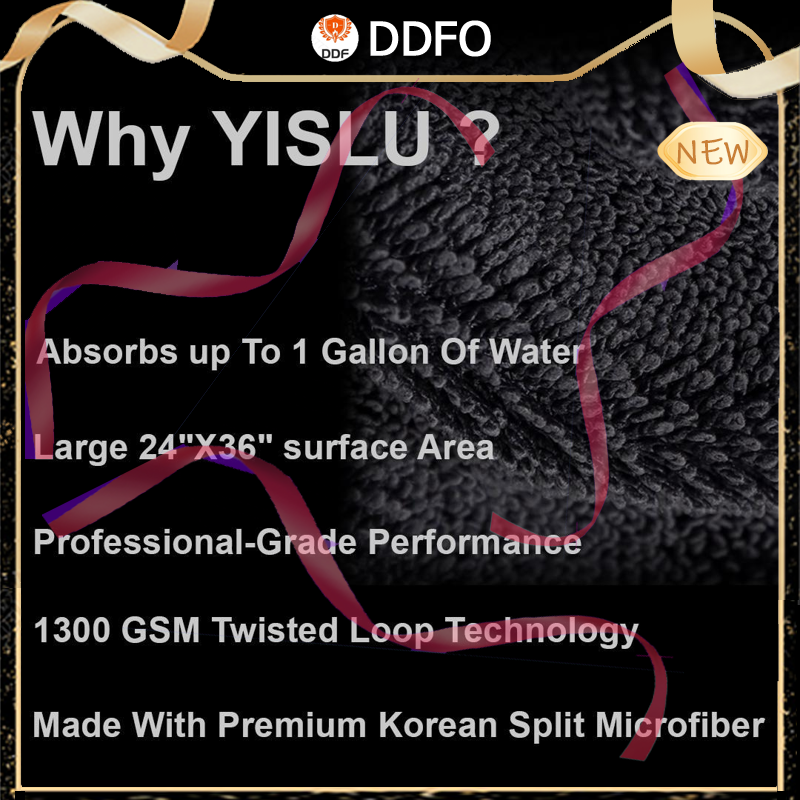 DDF
DDFO
Why YISLU ?
NEW
Absorbs up To 1 Gallon Of Water
Large 24"X36" surface Area
Professional-Grade Performance
1300 GSM Twisted Loop Technology
Made With Premium Korean Split Microfiber